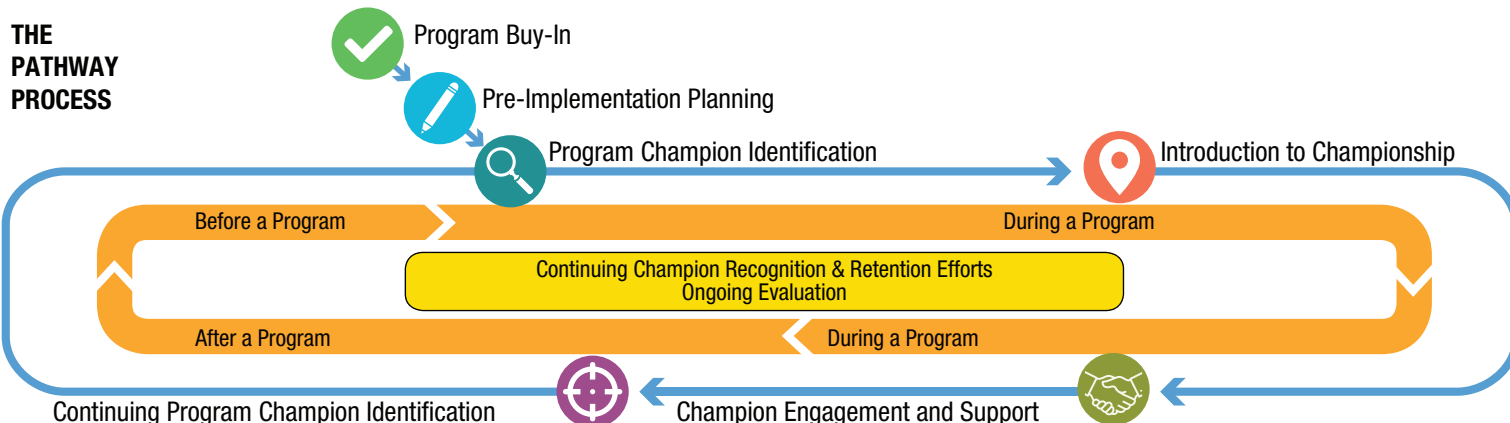 THE
PATHWAY
PROCESS
Program Buy-In
Pre-Implementation Planning
Program Champion Identification
Introduction to Championship
Before a Program
During a Program
Continuing Champion Recognition & Retention Efforts
Ongoing Evaluation
After a Program
During a Program
Continuing Program Champion Identification
Champion Engagement and Support